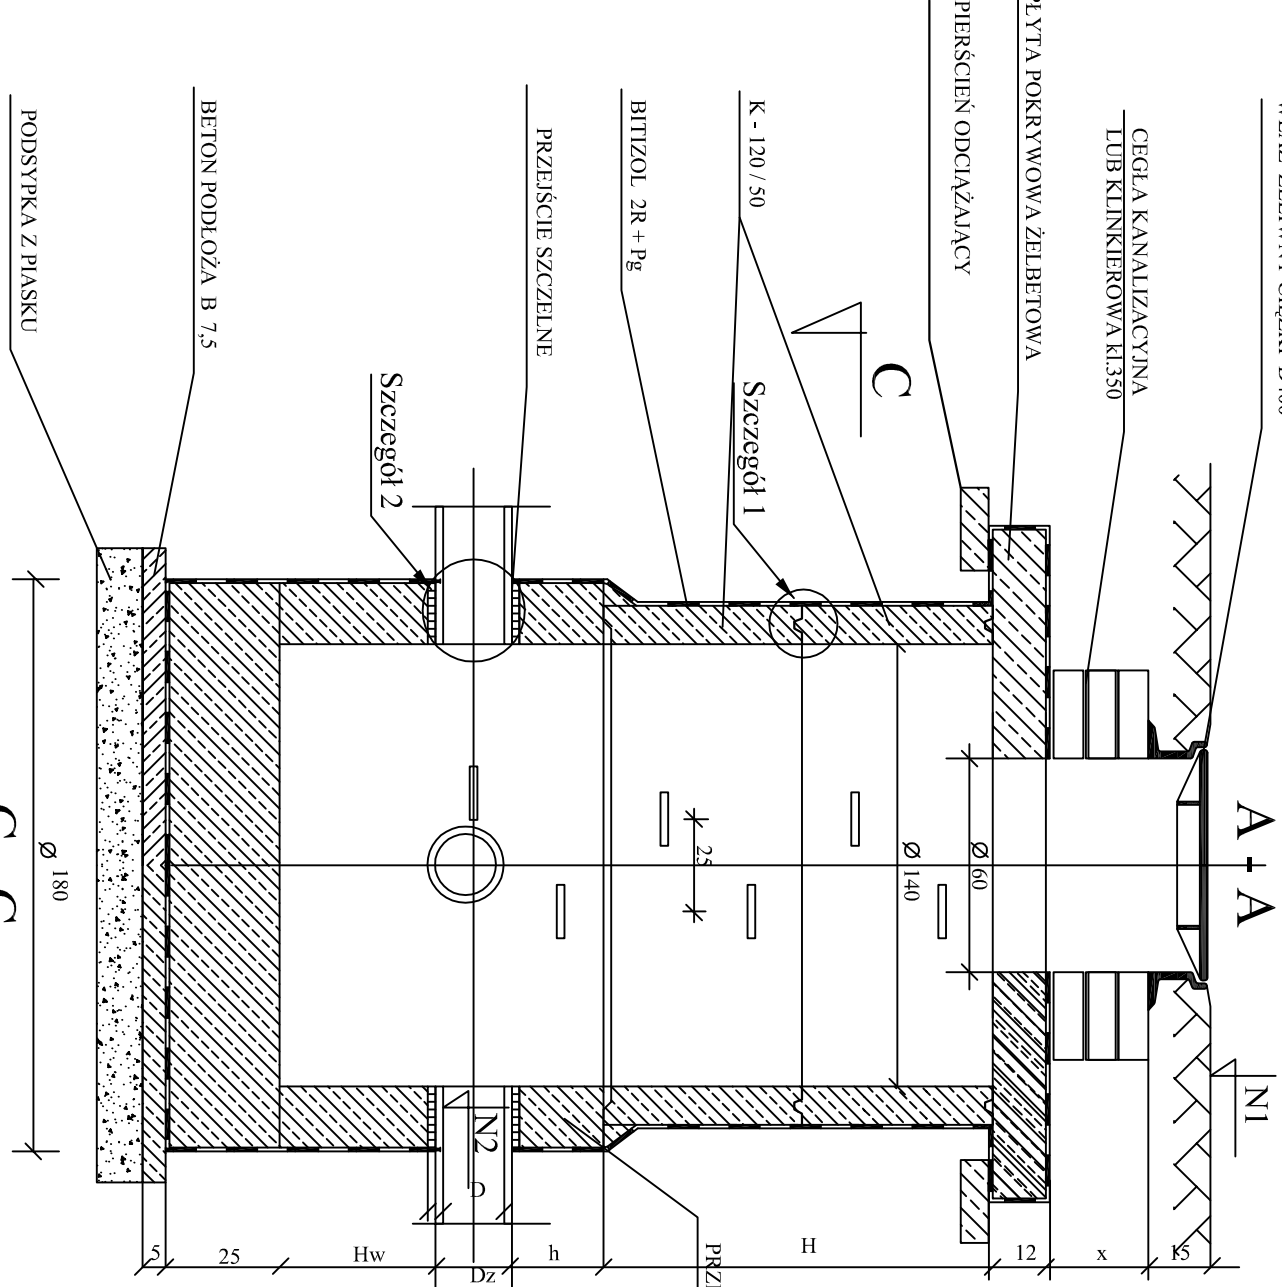 A - A
N1
CEGŁA KANALIZACYJNA
LUB KLINKIEROWA kl.350
PŁYTA POKRYWOWA ŻELBETOWA
PIERŚCIEŃ ODCIĄŻAJĄCY
C
K - 120 / 50
Szczegół 1
BITIZOL 2R + Pg
PRZEJŚCIE SZCZELNE
Szczegół 2
BETON PODŁOŻA B 7,5
PODSYPKA Z PIASKU
Ø 60
Ø 140
25
N2
D
Ø 180
C - C
5
25
Hw
Dz
h
H
12
x
15